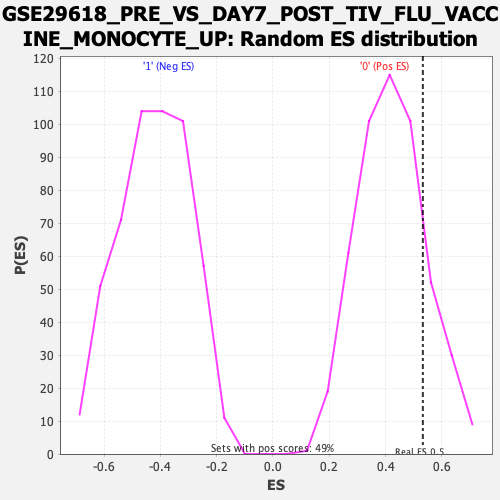 GSE29618_PRE_VS_DAY7_POST_TIV_FLU_VACC
INE_MONOCYTE_UP: Random ES distribution
'1' (Neg ES)
'0' (Pos ES)
120
110
100
90
80
70
60
50
40
30
20
10
0
P(ES)
Sets with pos scores: 49%
Real ES 0.5
-0.6
-0.4
-0.2
0.0
0.2
0.4
0.6
ES